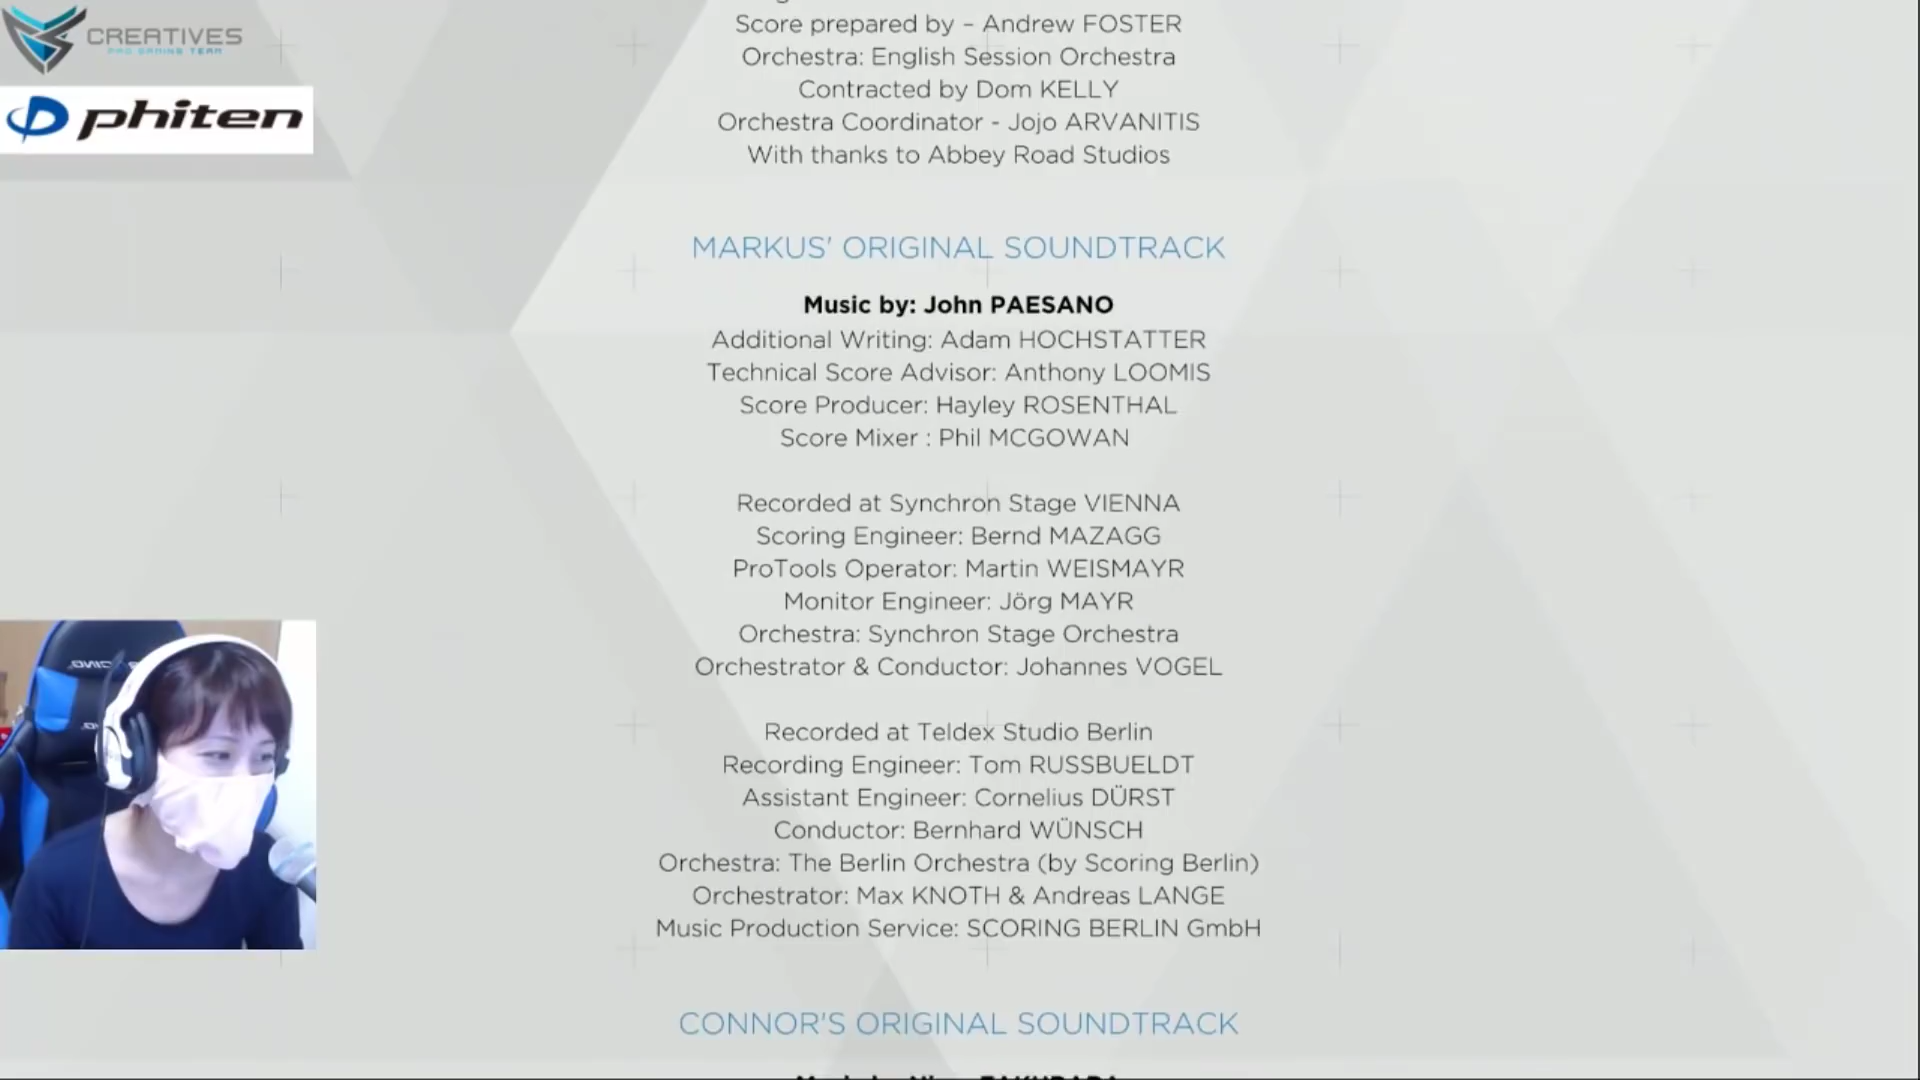 CREATIVES
PRO GAMING TEAM
phiten
Score prepared by – Andrew FOSTER
Orchestra: English Session Orchestra
Contracted by Dom KELLY
Orchestra Coordinator - Jojo ARVANITIS
With thanks to Abbey Road Studios
MARKUS' ORIGINAL SOUNDTRACK
Music by: John PAESANO
Additional Writing: Adam HOCHSTATTER
Technical Score Advisor: Anthony LOOMIS
Score Producer: Hayley ROSENTHAL
Score Mixer : Phil MCGOWAN
Recorded at Synchron Stage VIENNA
Scoring Engineer: Bernd MAZAGG
ProTools Operator: Martin WEISMAYR
Monitor Engineer: Jörg MAYR
Orchestra: Synchron Stage Orchestra
Orchestrator & Conductor: Johannes VOGEL
Recorded at Teldex Studio Berlin
Recording Engineer: Tom RUSSBUELDT
Assistant Engineer: Cornelius DÜRST
Conductor: Bernhard WÜNSCH
Orchestra: The Berlin Orchestra (by Scoring Berlin)
Orchestrator: Max KNOTH & Andreas LANGE
Music Production Service: SCORING BERLIN GmbH
CONNOR'S ORIGINAL SOUNDTRACK